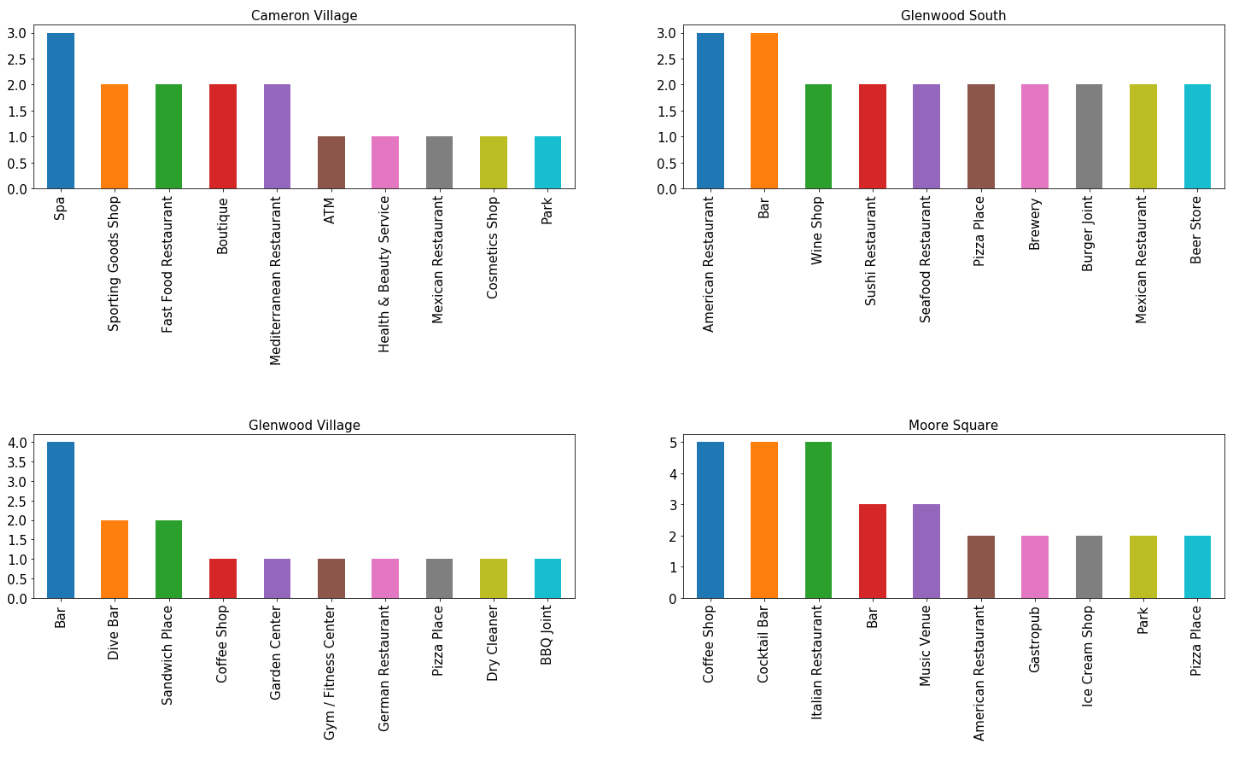 Cameron Village
3.0
2.5
2.0
1.5
1.0
0.5
0.0
Spa
Sporting Goods Shop
Fast Food Restaurant
Boutique
Mediterranean Restaurant
ATM
Health & Beauty Service
Mexican Restaurant
Cosmetics Shop
Park
Glenwood South
3.0
2.5
2.0
1.5
1.0
0.5
0.0
American Restaurant
Bar
Wine Shop
Sushi Restaurant
Seafood Restaurant
Pizza Place
Brewery
Burger Joint
Mexican Restaurant
Beer Store
Glenwood Village
4.0
3.5
3.0
2.5
2.0
1.5
1.0
0.5
0.0
Bar
Dive Bar
Sandwich Place
Coffee Shop
Garden Center
Gym / Fitness Center
German Restaurant
Pizza Place
Dry Cleaner
BBQ Joint
Moore Square
5
4
3
2
1
0
Coffee Shop
Cocktail Bar
Italian Restaurant
Bar
Music Venue
American Restaurant
Gastropub
Ice Cream Shop
Park
Pizza Place